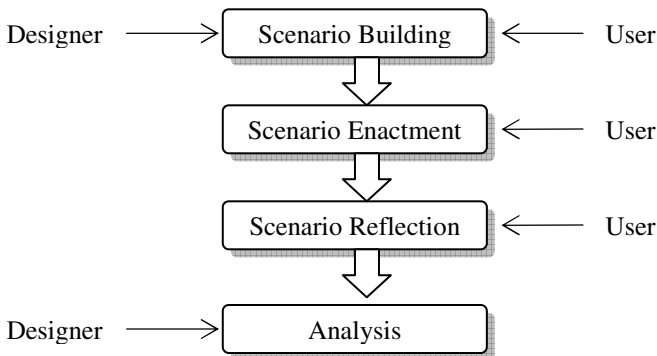 Designer Scenario Building User
Scenario Enactment User
Scenario Reflection User
Designer Analysis